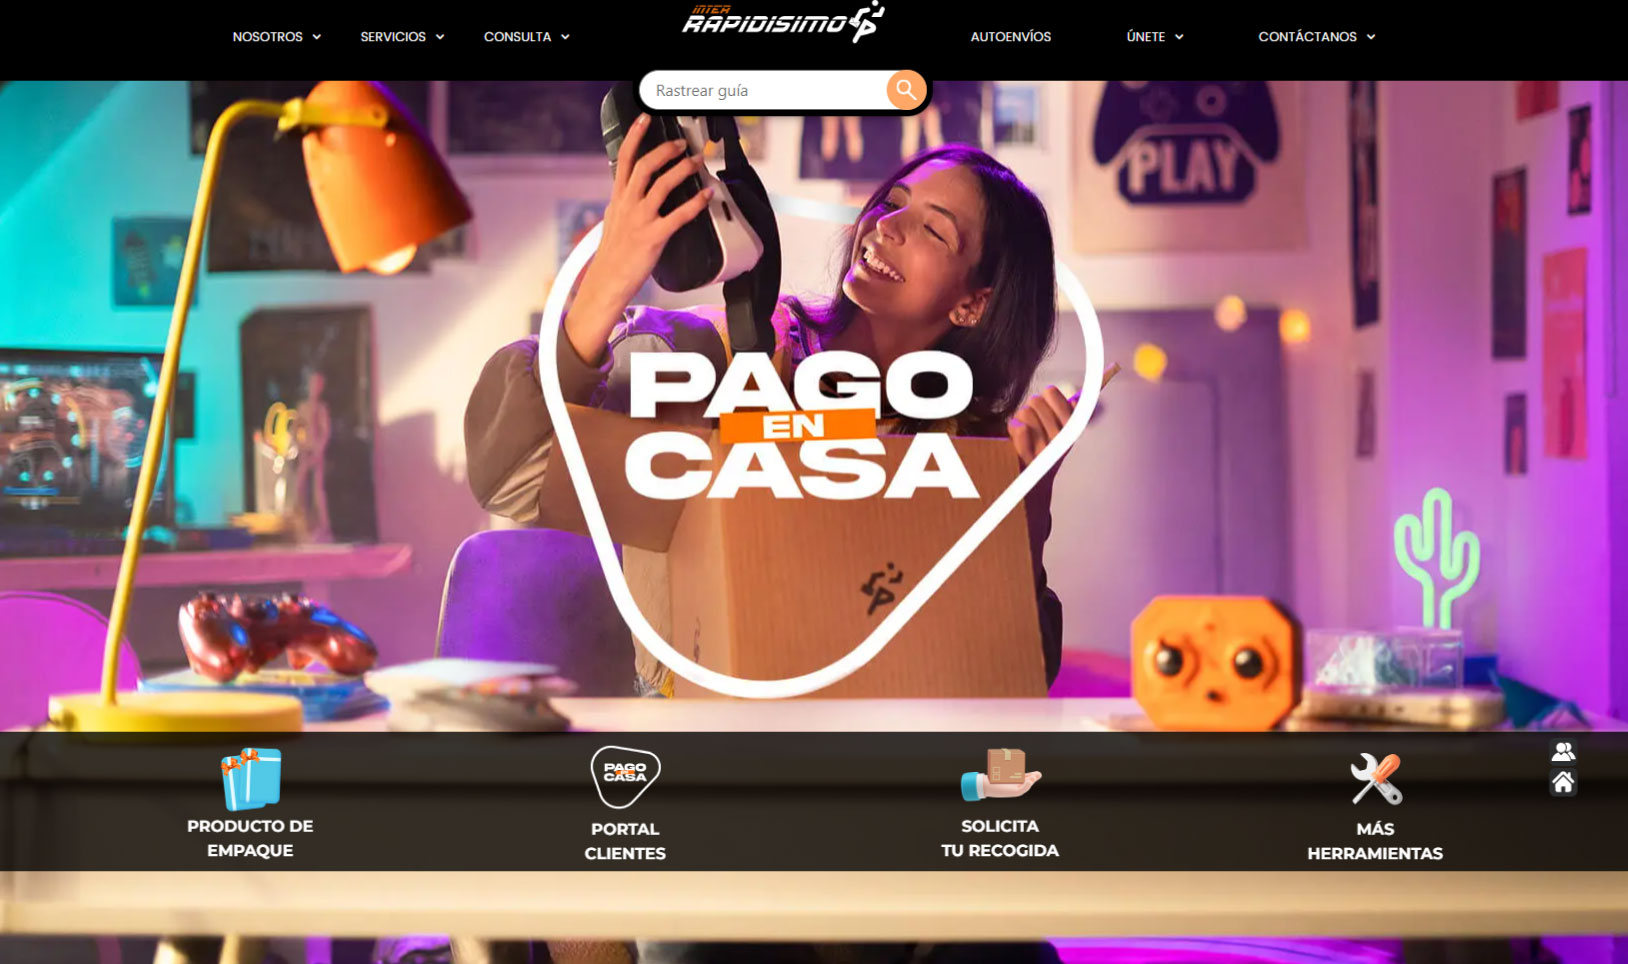 NOSOTROS
SERVICIOS
CONSULTA
INTER
RAPIDISIMO
AUTOENVÍOS
ÚNETE
CONTÁCTANOS
Rastrear guía
PLAY
PAGO
EN
CASA
PAGO
CASA
PRODUCTO DE
EMPAQUE
PORTAL
CLIENTES
SOLICITA
TU RECOGIDA
MÁS
HERRAMIENTAS